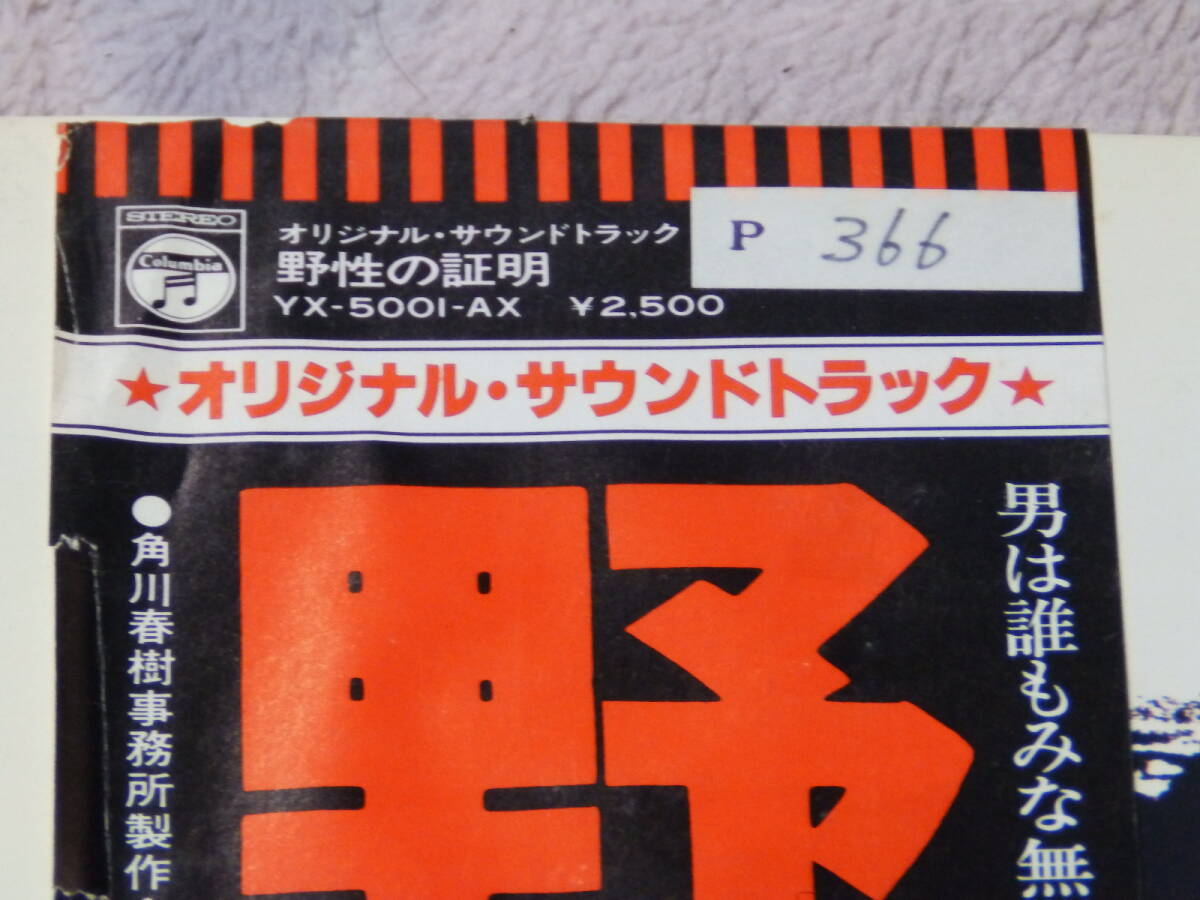 STEREO
Columbia
オリジナル・サウンドトラック
野性の証明
YX-5001-AX ¥2,500
P 366
★オリジナル・サウンドトラック★
野
男は誰もみな無
●角川春樹事務所製作